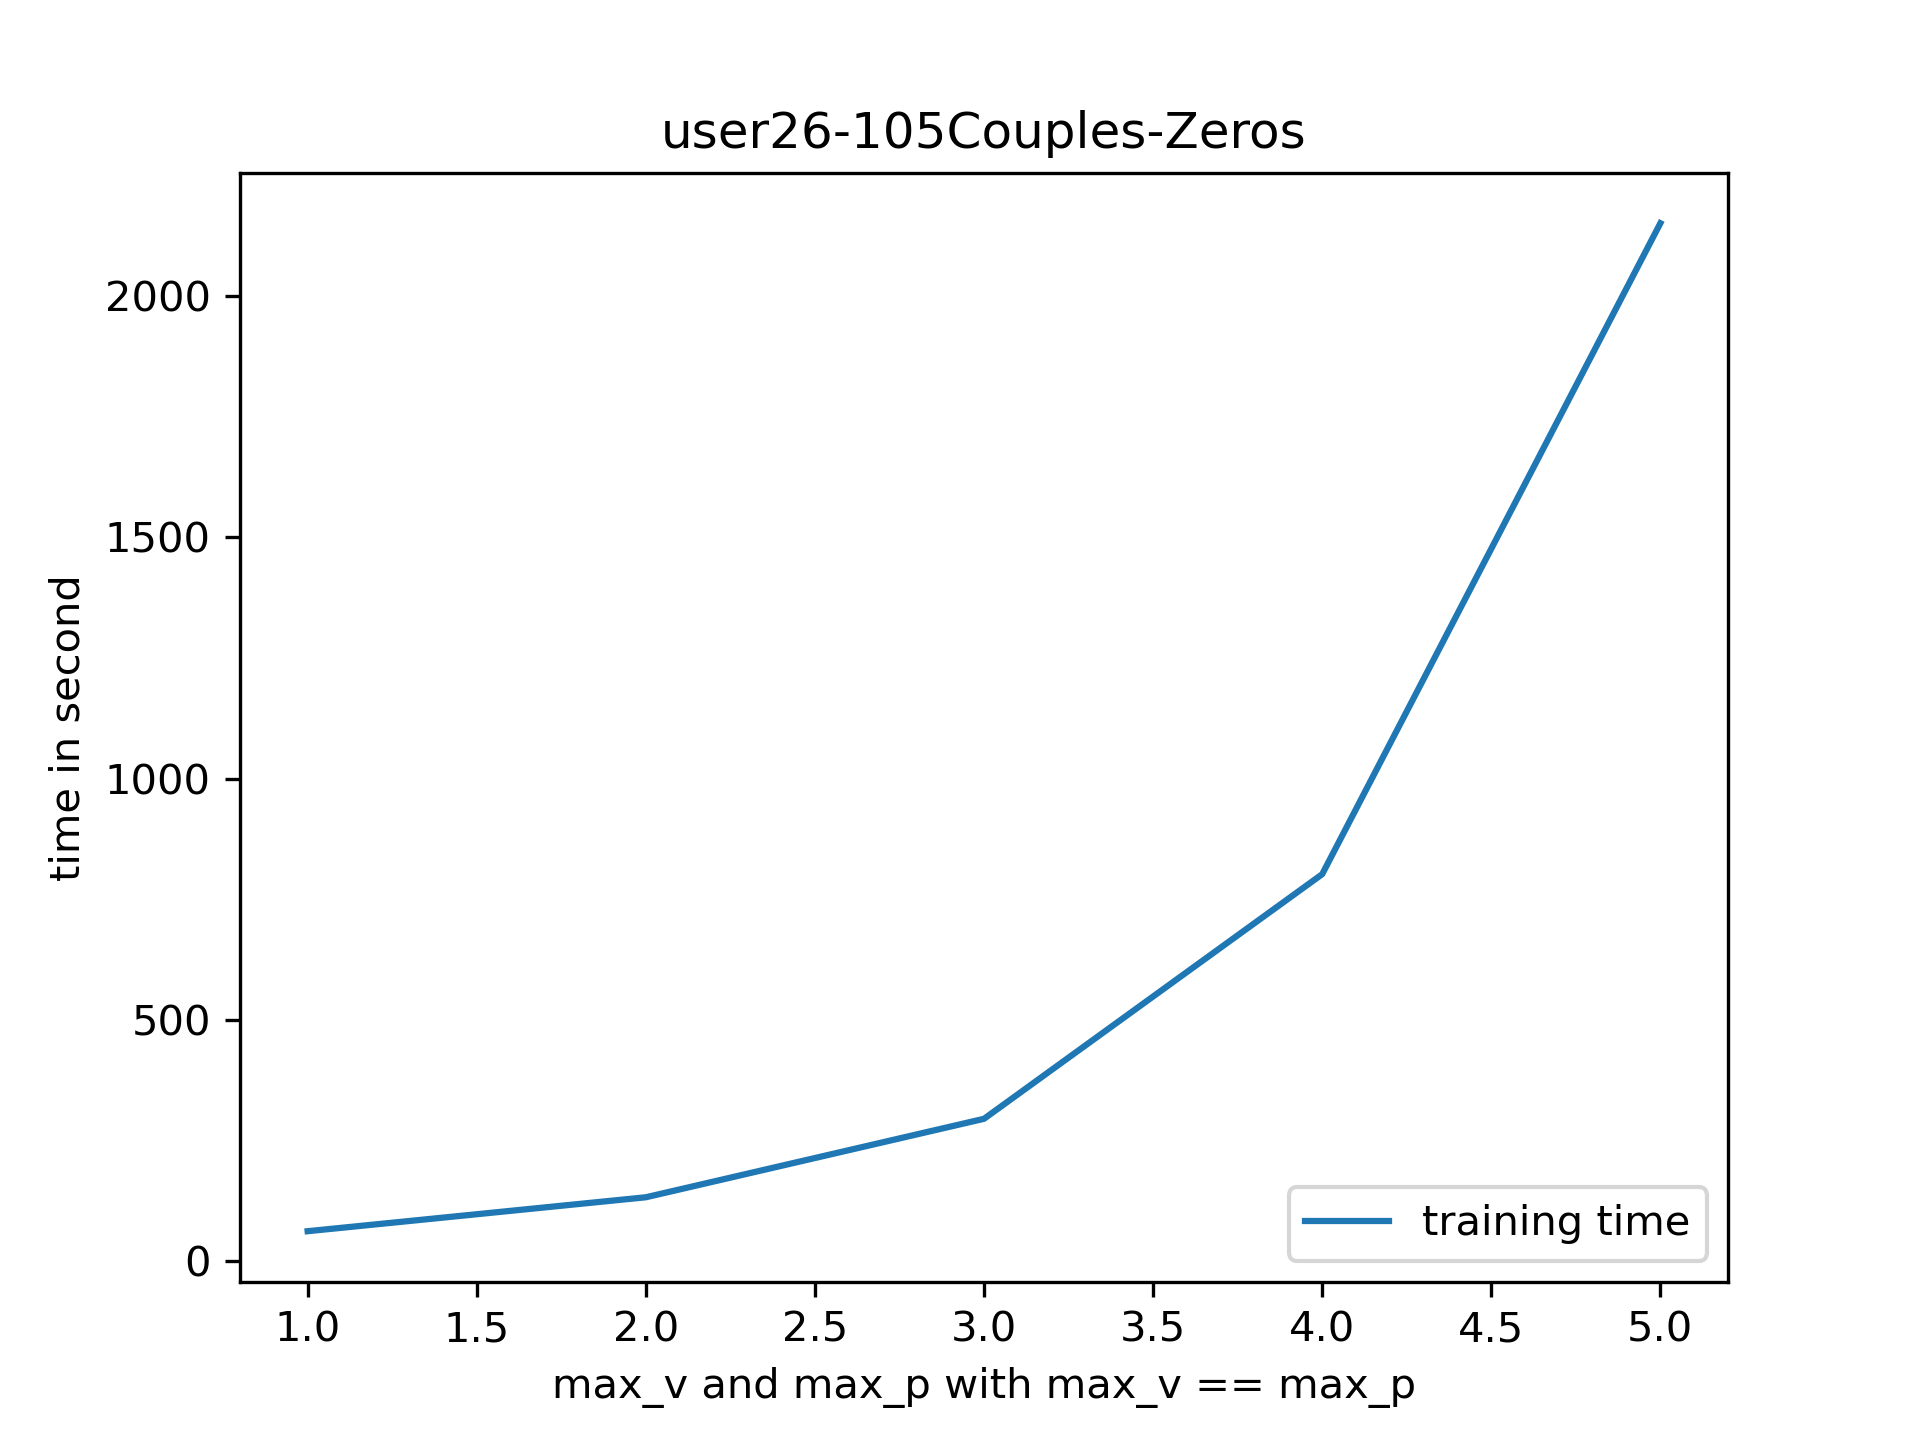 user26-105Couples-Zeros
2000
1500
1000
500
0
time in second
training time
1.0 1.5 2.0 2.5 3.0 3.5 4.0 4.5 5.0
max_v and max_p with max_v == max_p